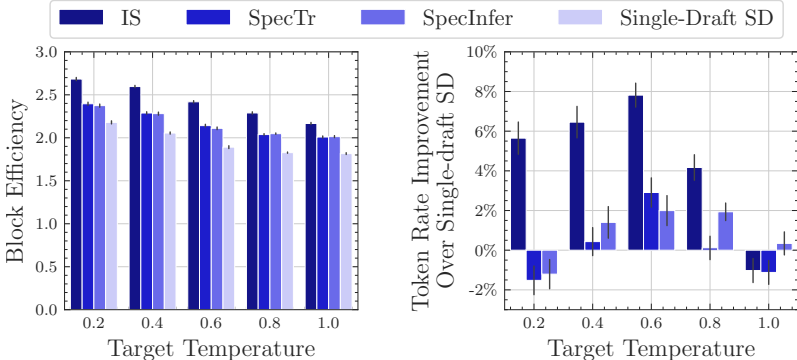 IS SpecTr SpecInfer Single-Draft SD
Block Efficiency
3.0
2.5
2.0
1.5
1.0
0.5
0.0
0.2 0.4 0.6 0.8 1.0
Target Temperature
Token Rate Improvement
Over Single-draft SD
10%
8%
6%
4%
2%
0%
-2%
0.2 0.4 0.6 0.8 1.0
Target Temperature